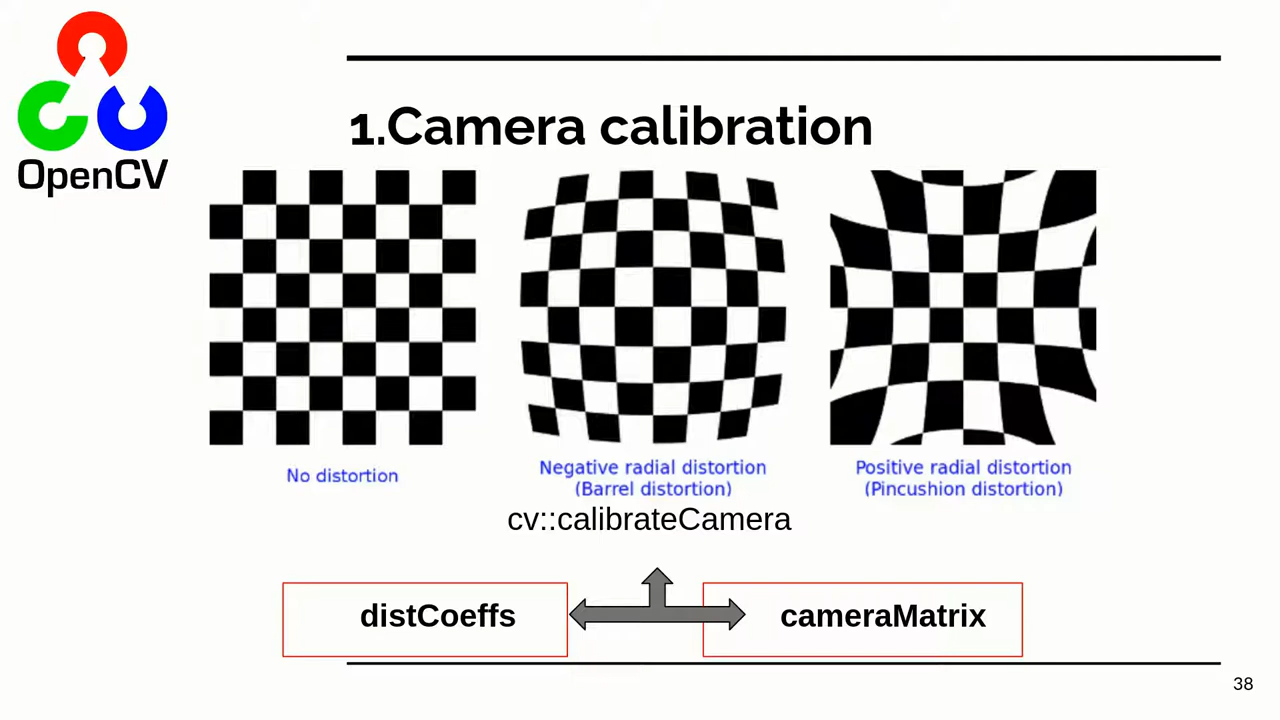 OpenCV
1.Camera calibration
No distortion
Negative radial distortion
(Barrel distortion)
Positive radial distortion
(Pincushion distortion)
cv::calibrateCamera
distCoeffs
cameraMatrix
38